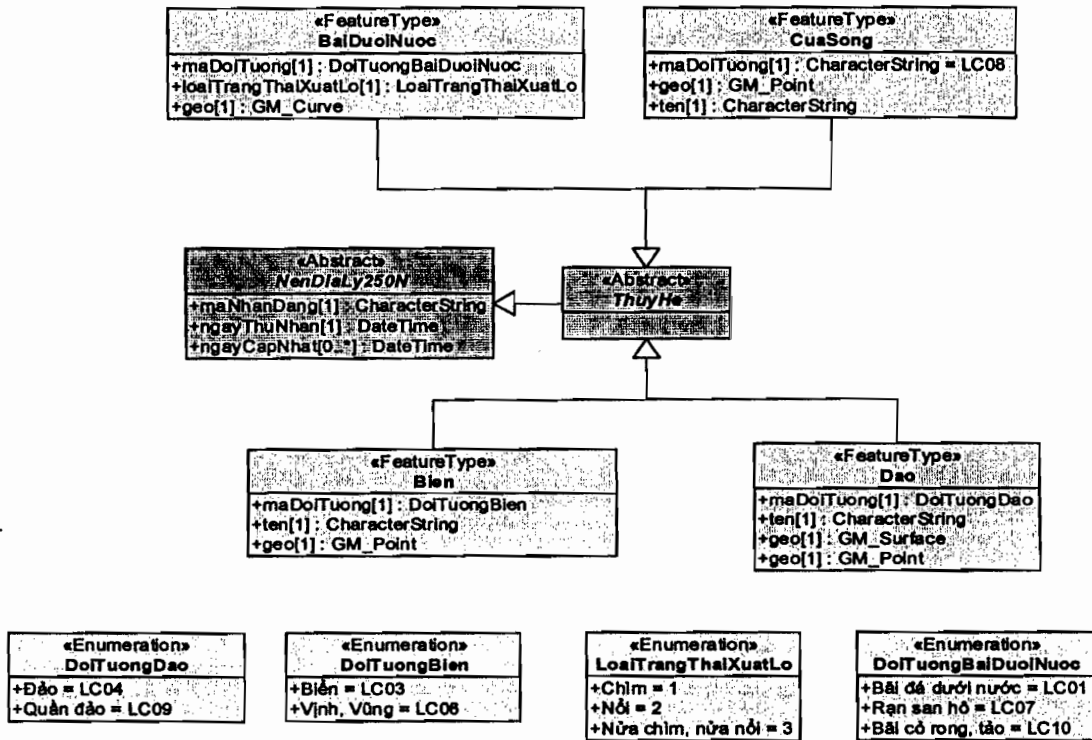 «FeatureType»
BaiDuoiNuoc
+maDoiTuong[1] : DoiTuongBaiDuoiNuoc
+loaiTrangThaiXuatLo[1] : LoaiTrangThaiXuatLo
+geo[1] : GM_Curve
«FeatureType»
CuaSong
+maDoiTuong[1] : CharacterString = LC08
+geo[1] : GM_Point
+ten[1] : CharacterString
«Abstract»
NenDiaLy250N
+maNhanDang[1] : CharacterString
+ngayThuNhan[1] : DateTime
+ngayCapNhat[0..*] : DateTime
«Abstract»
ThuyHe
«FeatureType»
Bien
+maDoiTuong[1] : DoiTuongBien
+ten[1] : CharacterString
+geo[1] : GM_Point
«FeatureType»
Dao
+maDoiTuong[1] : DoiTuongDao
+ten[1] : CharacterString
+geo[1] : GM_Surface
+geo[1] : GM_Point
«Enumeration»
DoiTuongDao
+Đảo = LC04
+Quần đảo = LC09
«Enumeration»
DoiTuongBien
+Biển = LC03
+Vịnh, Vũng = LC06
«Enumeration»
LoaiTrangThaiXuatLo
+Chìm = 1
+Nổi = 2
+Nửa chìm, nửa nổi = 3
«Enumeration»
DoiTuongBaiDuoiNuoc
+Bãi đá dưới nước = LC01
+Rạn san hô = LC07
+Bãi cỏ rong, tảo = LC10